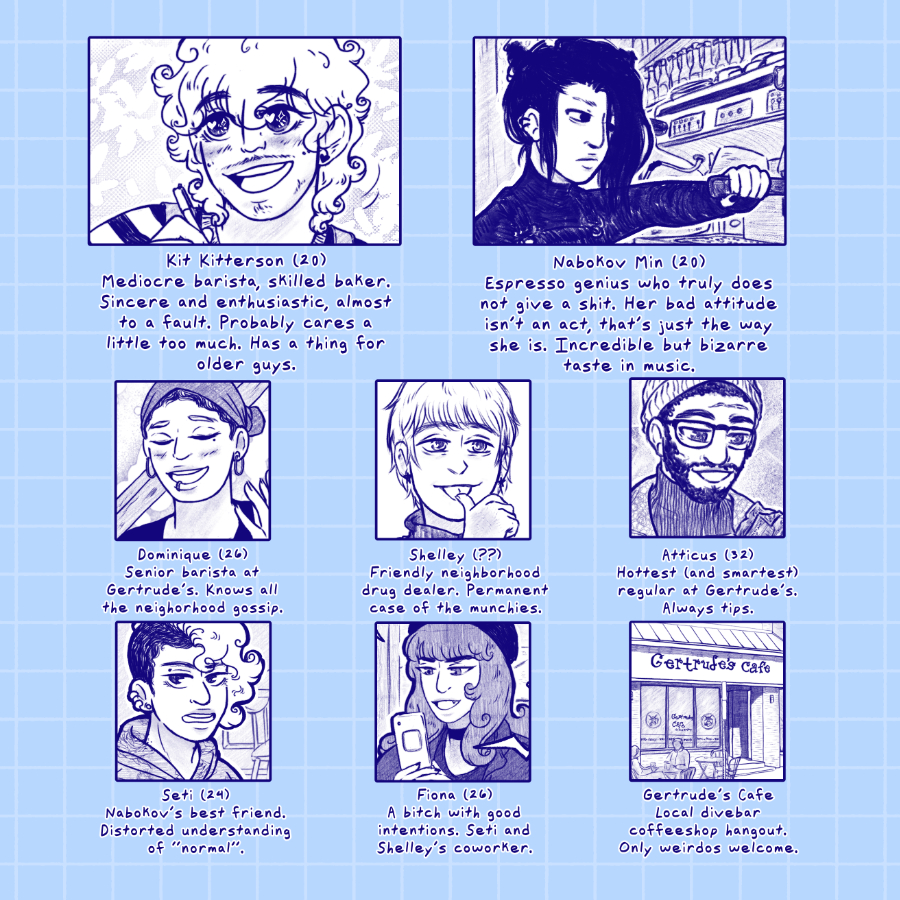 Kit Kitterson (20)
Mediocre barista, skilled baker.
Sincere and enthusiastic, almost
to a fault. Probably cares a
little too much. Has a thing for
older guys.
Nabokov Min (20)
Espresso genius who truly does
not give a shit. Her bad attitude
isn't an act, that's just the way
she is. Incredible but bizarre
taste in music.
Dominique (26)
Senior barista at
Gertrude's. Knows all
the neighorhood gossip.
Shelley (??)
Friendly neighborhood
drug dealer. Permanent
case of the munchies.
Atticus (32)
Hottest (and smartest)
regular at Gertrude's.
Always tips.
Seti (24)
Nabokov's best friend.
Distorted understanding
of "normal".
Fiona (26)
A bitch with good
intentions. Seti and
Shelley's coworker.
Gertrude's Cafe
Gertrude's
Cafe
Gertrude's Cafe
Local divebar
coffeeshop hangout.
Only weirdos welcome.